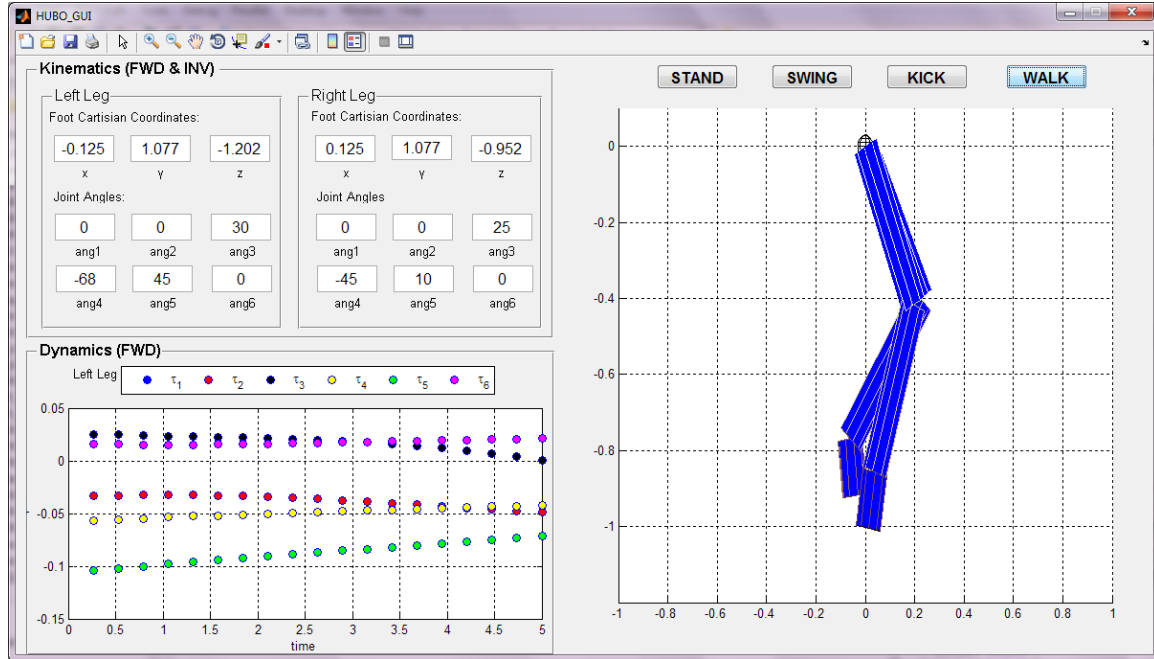 HUBO_GUI
Kinematics (FWD & INV)
Left Leg
Foot Cartisian Coordinates:
-0.125 1.077 -1.202
x Y z
Joint Angles:
0 0 30
ang1 ang2 ang3
-68 45 0
ang4 ang5 ang6
Right Leg
Foot Cartisian Coordinates:
0.125 1.077 -0.952
x Y z
Joint Angles
0 0 25
ang1 ang2 ang3
-45 10 0
ang4 ang5 ang6
Dynamics (FWD)
Left Leg τ1 τ2 τ3 τ4 τ5 τ6
0.05
0
-0.05
-0.1
-0.15
0 0.5 1 1.5 2 2.5 3 3.5 4 4.5 5
time
STAND SWING KICK WALK
0
-0.2
-0.4
-0.6
-0.8
-1
-1 -0.8 -0.6 -0.4 -0.2 0 0.2 0.4 0.6 0.8 1